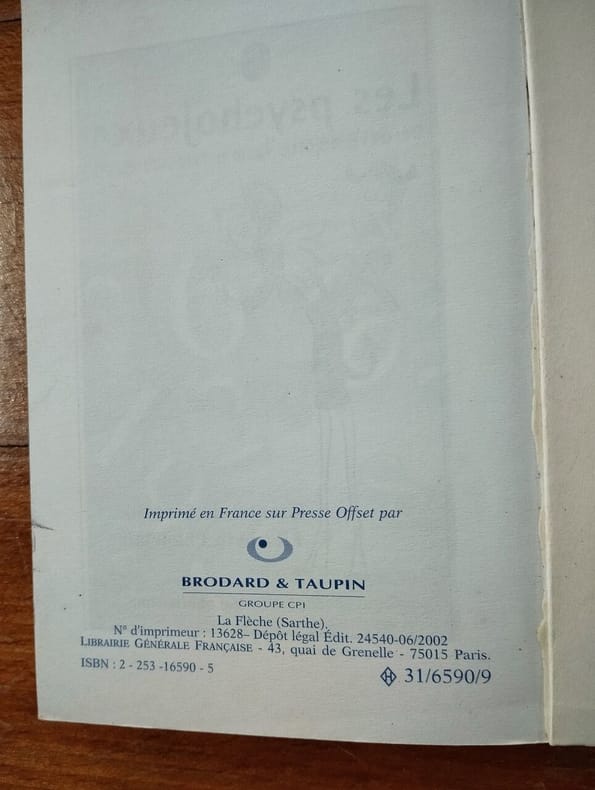 Les psychojeux
Imprimé en France sur Presse Offset par
BRODARD & TAUPIN
GROUPE CPI
La Flèche (Sarthe).
N° d'imprimeur : 13628– Dépôt légal Édit. 24540-06/2002
LIBRAIRIE GÉNÉRALE FRANÇAISE - 43, quai de Grenelle - 75015 Paris.
ISBN : 2 - 253 -16590 - 5
31/6590/9